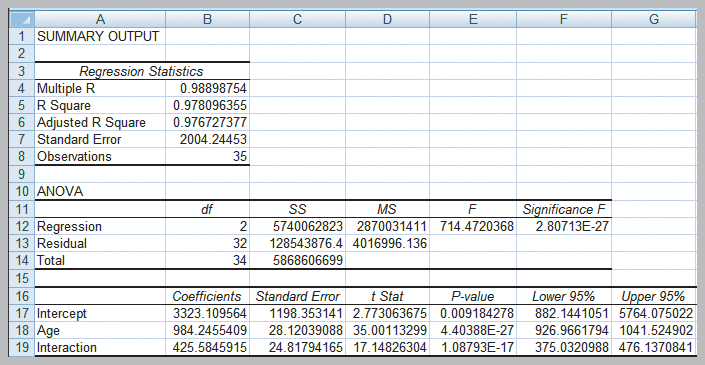 A B C D E F G
1 SUMMARY OUTPUT
2
3 Regression Statistics
4 Multiple R 0.98898754
5 R Square 0.978096355
6 Adjusted R Square 0.976727377
7 Standard Error 2004.24453
8 Observations 35
9
10 ANOVA
11 df SS MS F Significance F
12 Regression 2 5740062823 2870031411 714.4720368 2.80713E-27
13 Residual 32 128543876.4 4016996.136
14 Total 34 5868606699
15
16 Coefficients Standard Error t Stat P-value Lower 95% Upper 95%
17 Intercept 3323.109564 1198.353141 2.773063675 0.009184278 882.1441051 5764.075022
18 Age 984.2455409 28.12039088 35.00113299 4.40388E-27 926.9661794 1041.524902
19 Interaction 425.5845915 24.81794165 17.14826304 1.08793E-17 375.0320988 476.1370841